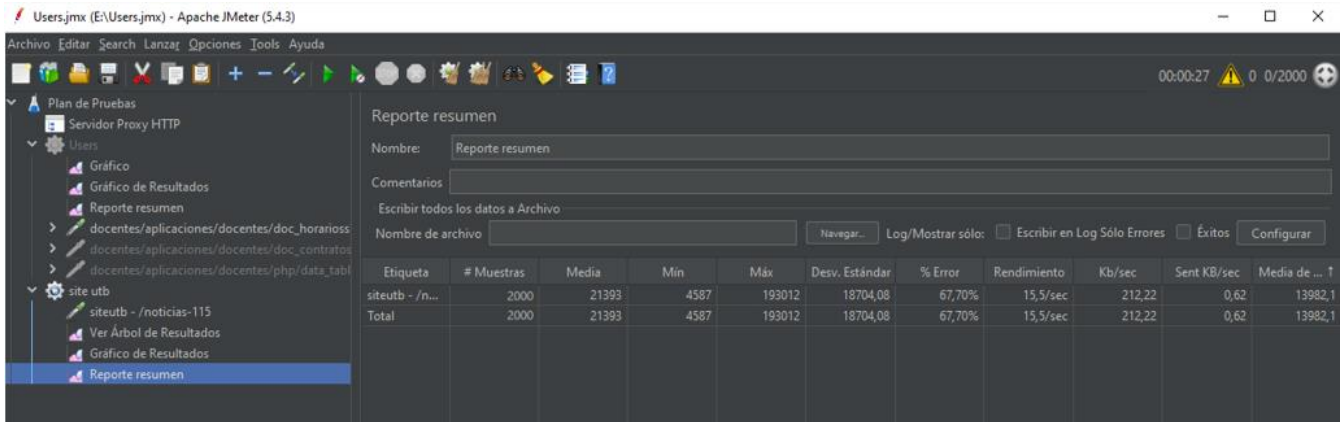 Users.jmx (E:\Users.jmx) - Apache JMeter (5.4.3)
Archivo Editar Search Lanzar Opciones Tools Ayuda
00:00:27 0 0/2000
Plan de Pruebas
Servidor Proxy HTTP
Users
Gráfico
Gráfico de Resultados
Reporte resumen
docentes/aplicaciones/docentes/doc_horarioss
docentes/aplicaciones/docentes/doc_contratos
docentes/aplicaciones/docentes/php/data_tabl
site utb
siteutb - /noticias-115
Ver Árbol de Resultados
Gráfico de Resultados
Reporte resumen
Reporte resumen
Nombre: Reporte resumen
Comentarios
Escribir todos los datos a Archivo
Nombre de archivo Navegar... Log/Mostrar sólo: Escribir en Log Sólo Errores Éxitos Configurar
Etiqueta # Muestras Media Mín Máx Desv. Estándar % Error Rendimiento Kb/sec Sent KB/sec Media de ... ↑
siteutb - /n... 2000 21393 4587 193012 18704,08 67,70% 15,5/sec 212,22 0,62 13982,1
Total 2000 21393 4587 193012 18704,08 67,70% 15,5/sec 212,22 0,62 13982,1